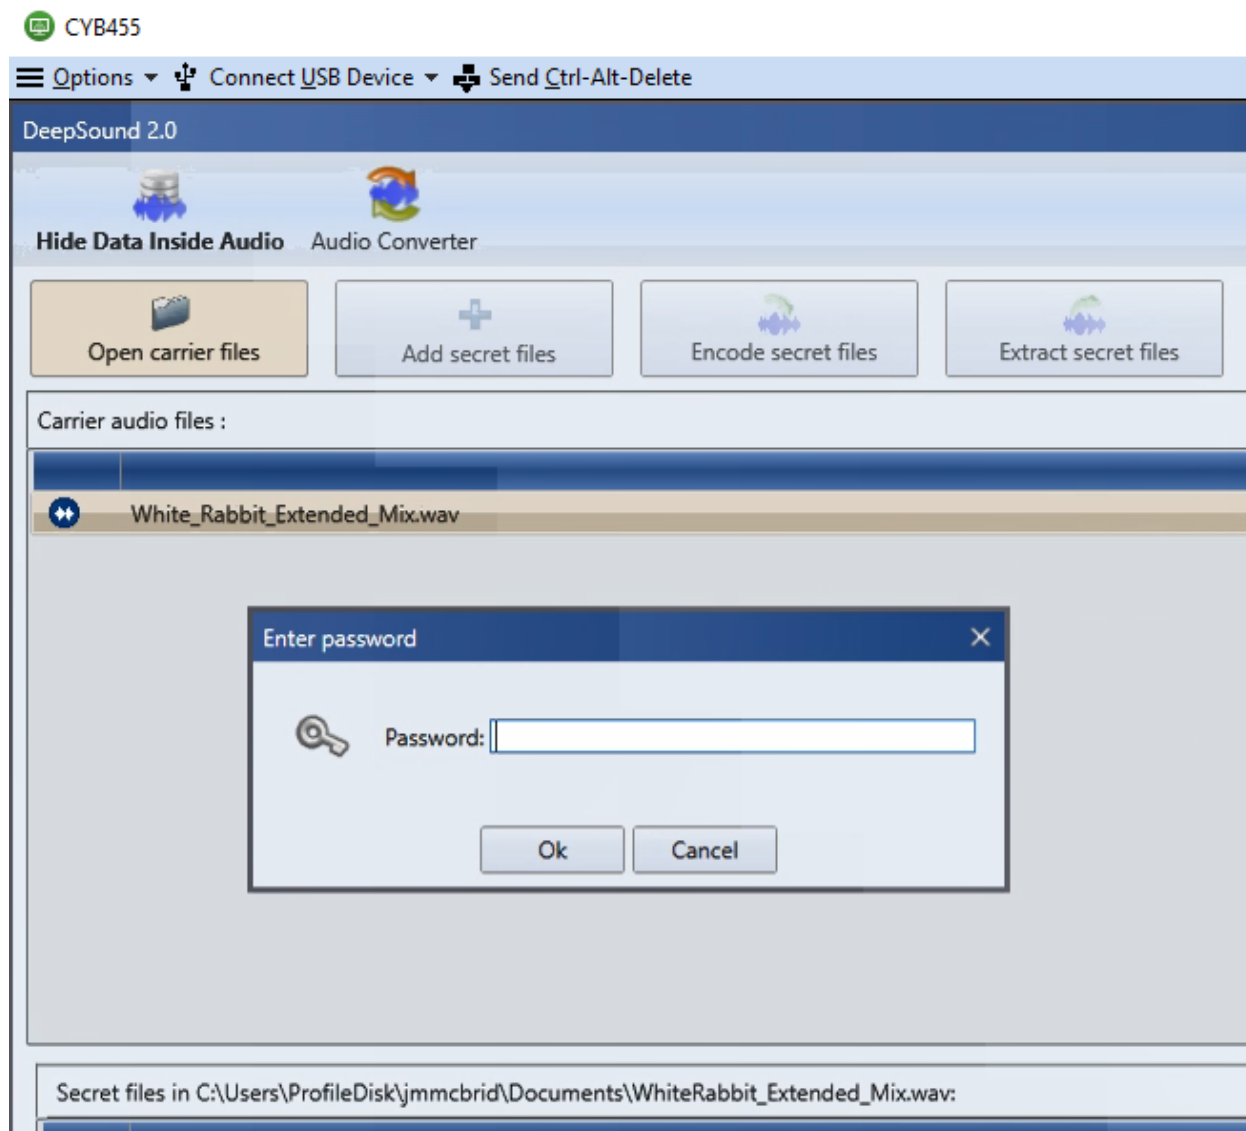 CYB455
Options Connect USB Device Send Ctrl-Alt-Delete
DeepSound 2.0
Hide Data Inside Audio Audio Converter
Open carrier files Add secret files Encode secret files Extract secret files
Carrier audio files :
White_Rabbit_Extended_Mix.wav
Enter password
Password:
Ok Cancel
Secret files in C:\Users\ProfileDisk\jmmcbrid\Documents\WhiteRabbit_Extended_Mix.wav: